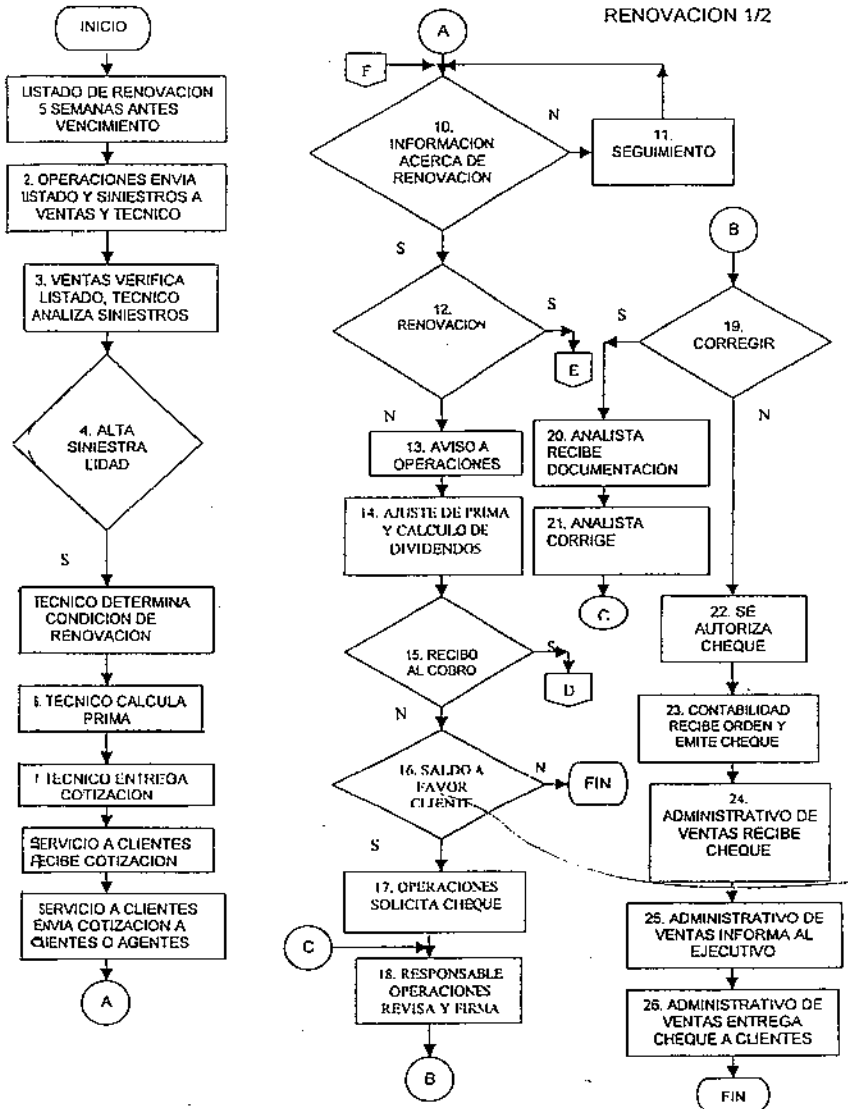 RENOVACION 1/2
INICIO
LISTADO DE RENOVACION
5 SEMANAS ANTES
VENCIMIENTO
2. OPERACIONES ENVIA
LISTADO Y SINIESTROS A
VENTAS Y TECNICO
3. VENTAS VERIFICA
LISTADO, TECNICO
ANALIZA SINIESTROS
4. ALTA
SINIESTRA
LIDAD
S
TECNICO DETERMINA
CONDICION DE
RENOVACION
6. TECNICO CALCULA
PRIMA
7 TECNICO ENTREGA
COTIZACION
SERVICIO A CLIENTES
RECIBE COTIZACION
SERVICIO A CLIENTES
ENVIA COTIZACION A
CLIENTES O AGENTES
A
A
F
10.
INFORMACION
ACERCA DE
RENOVACION
N
11.
SEGUIMIENTO
S
12.
RENOVACION
S
E
N
13. AVISO A
OPERACIONES
14. AJUSTE DE PRIMA
Y CALCULO DE
DIVIDENDOS
15. RECIBO
AL COBRO
S
D
N
16. SALDO A
FAVOR
CLIENTE
N
FIN
S
17. OPERACIONES
SOLICITA CHEQUE
C
18. RESPONSABLE
OPERACIONES
REVISA Y FIRMA
B
B
19.
CORREGIR
S
N
20. ANALISTA
RECIBE
DOCUMENTACION
21. ANALISTA
CORRIGE
C
22. SE
AUTORIZA
CHEQUE
23. CONTABILIDAD
RECIBE ORDEN Y
EMITE CHEQUE
24.
ADMINISTRATIVO DE
VENTAS RECIBE
CHEQUE
25. ADMINISTRATIVO DE
VENTAS INFORMA AL
EJECUTIVO
26. ADMINISTRATIVO DE
VENTAS ENTREGA
CHEQUE A CLIENTES
FIN